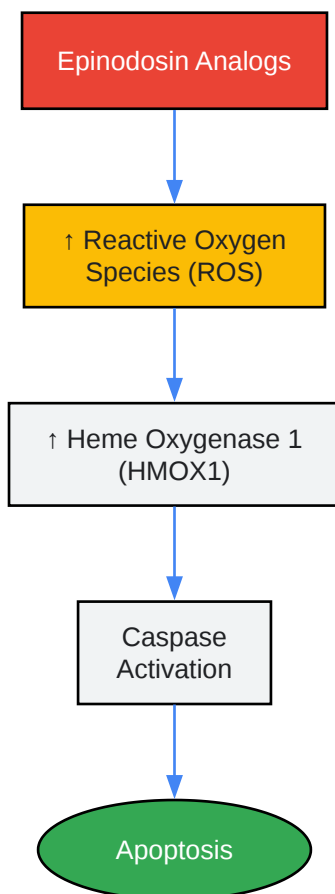 Epinodosin Analogs
↑ Reactive Oxygen
Species (ROS)
↑ Heme Oxygenase 1
(HMOX1)
Caspase
Activation
Apoptosis